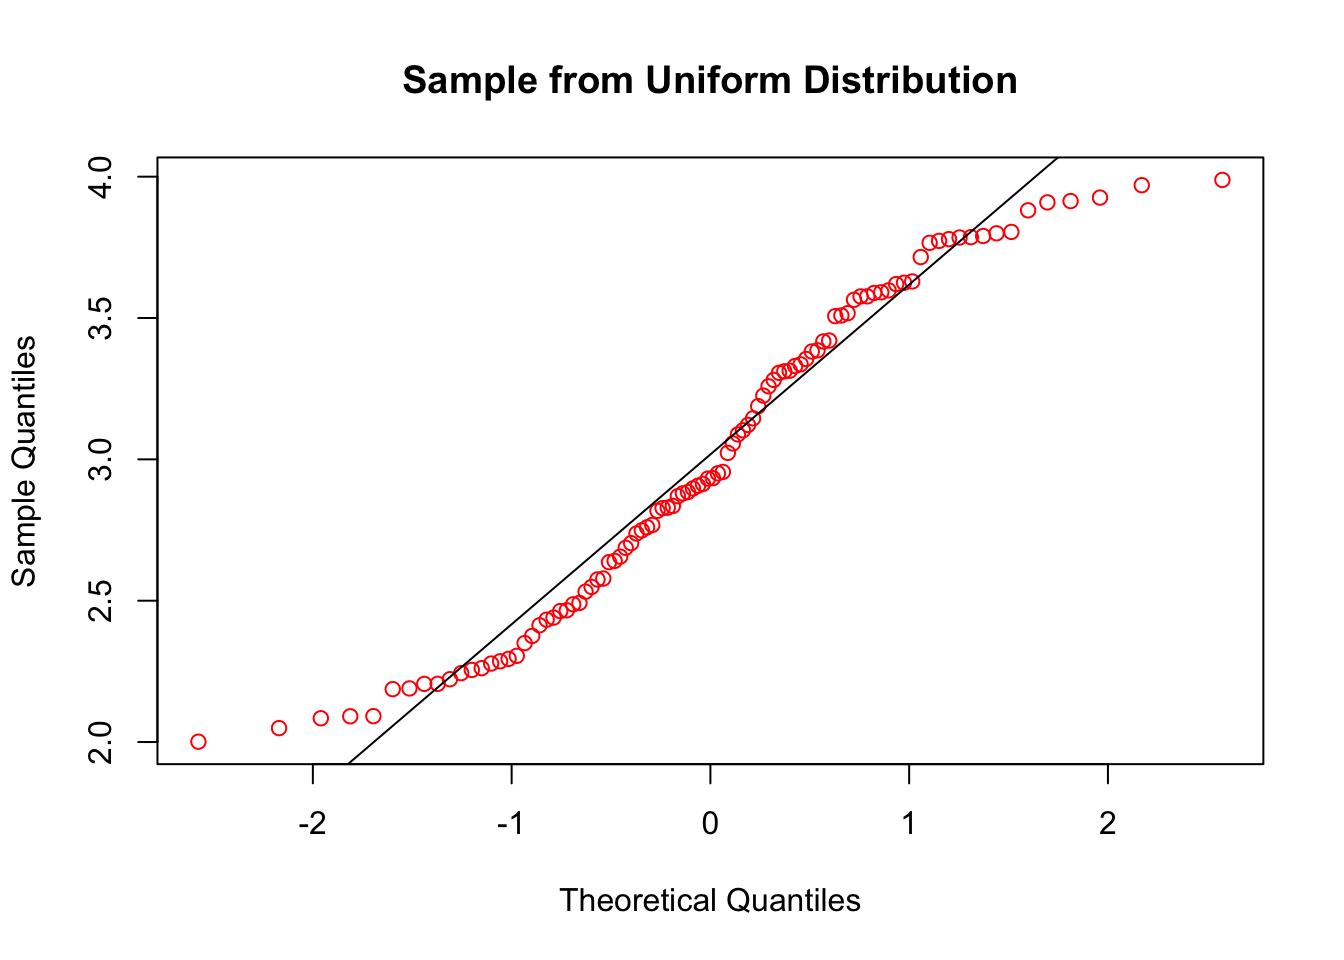 Sample from Uniform Distribution
Sample Quantiles
4.0
3.5
3.0
2.5
2.0
-2 -1 0 1 2
Theoretical Quantiles